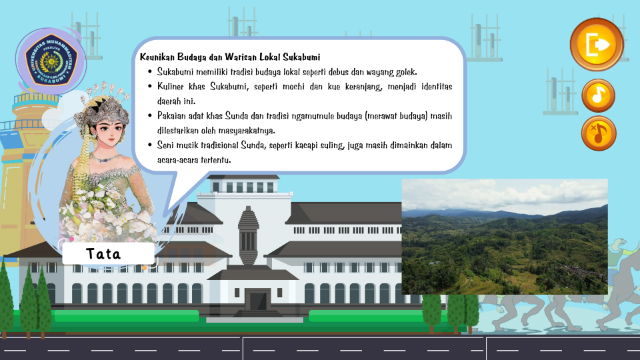 Keunikan Budaya dan Warisan Lokal Sukabumi
• Sukabumi memiliki tradisi budaya lokal seperti debus dan wayang golek.
• Kuliner khas Sukabumi, seperti mochi dan kue keranjang, menjadi identitas
daerah ini.
• Pakaian adat khas Sunda dan tradisi ngamumule budaya (merawat budaya) masih
dilestarikan oleh masyarakatnya.
• Seni musik tradisional Sunda, seperti kacapi suling, juga masih dimainkan dalam
acara-acara tertentu.
Tata